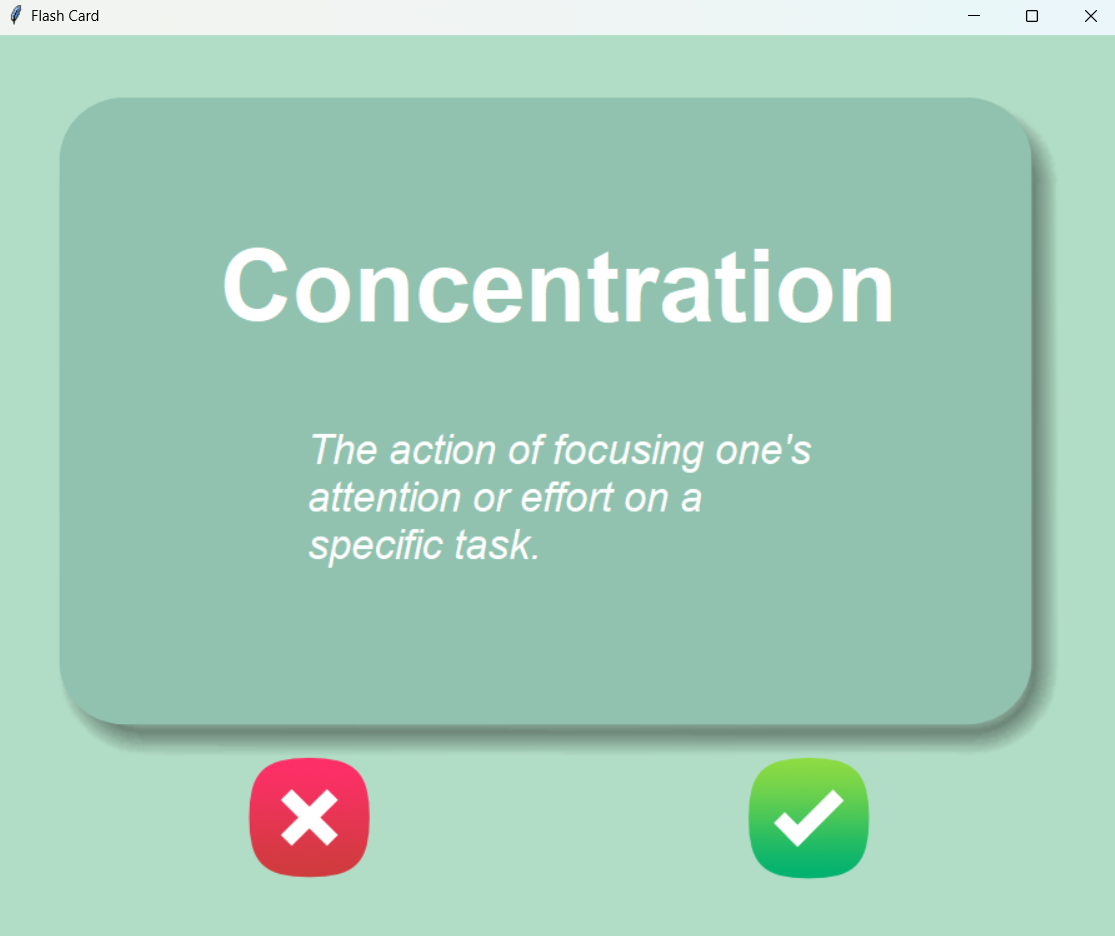 Flash Card
Concentration
The action of focusing one's
attention or effort on a
specific task.